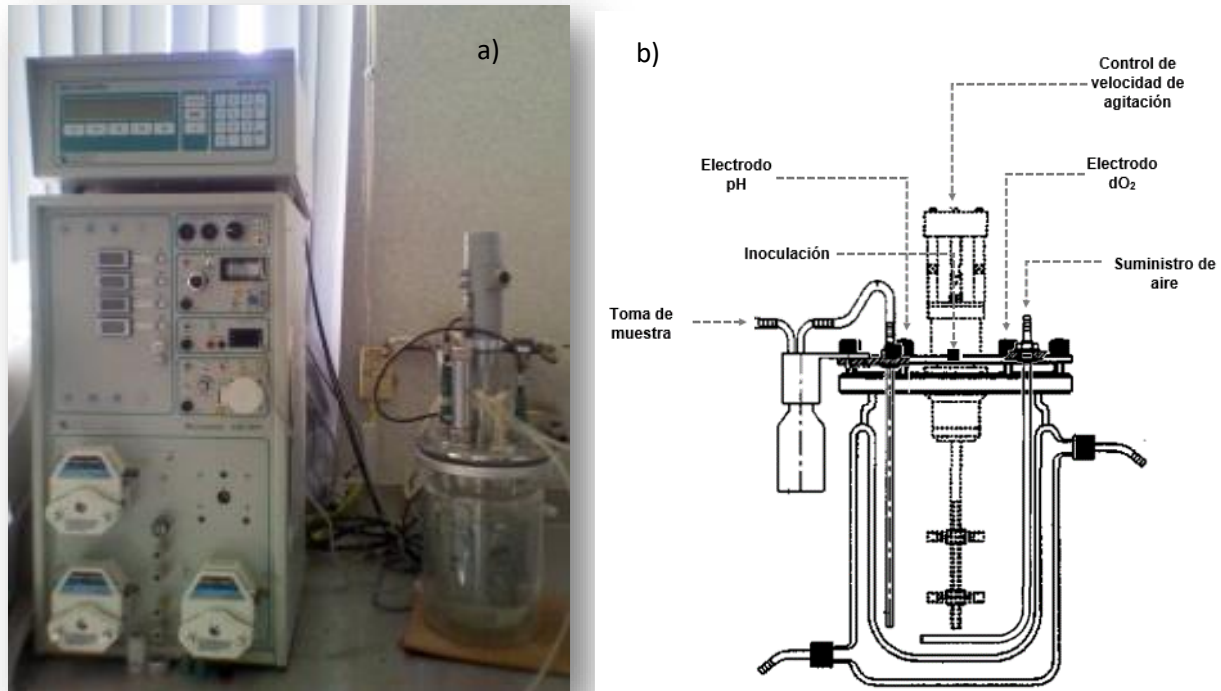 a)
b)
Control de
velocidad de
agitación
Electrodo
pH
Electrodo
dO₂
Inoculación
Suministro de
aire
Toma de
muestra